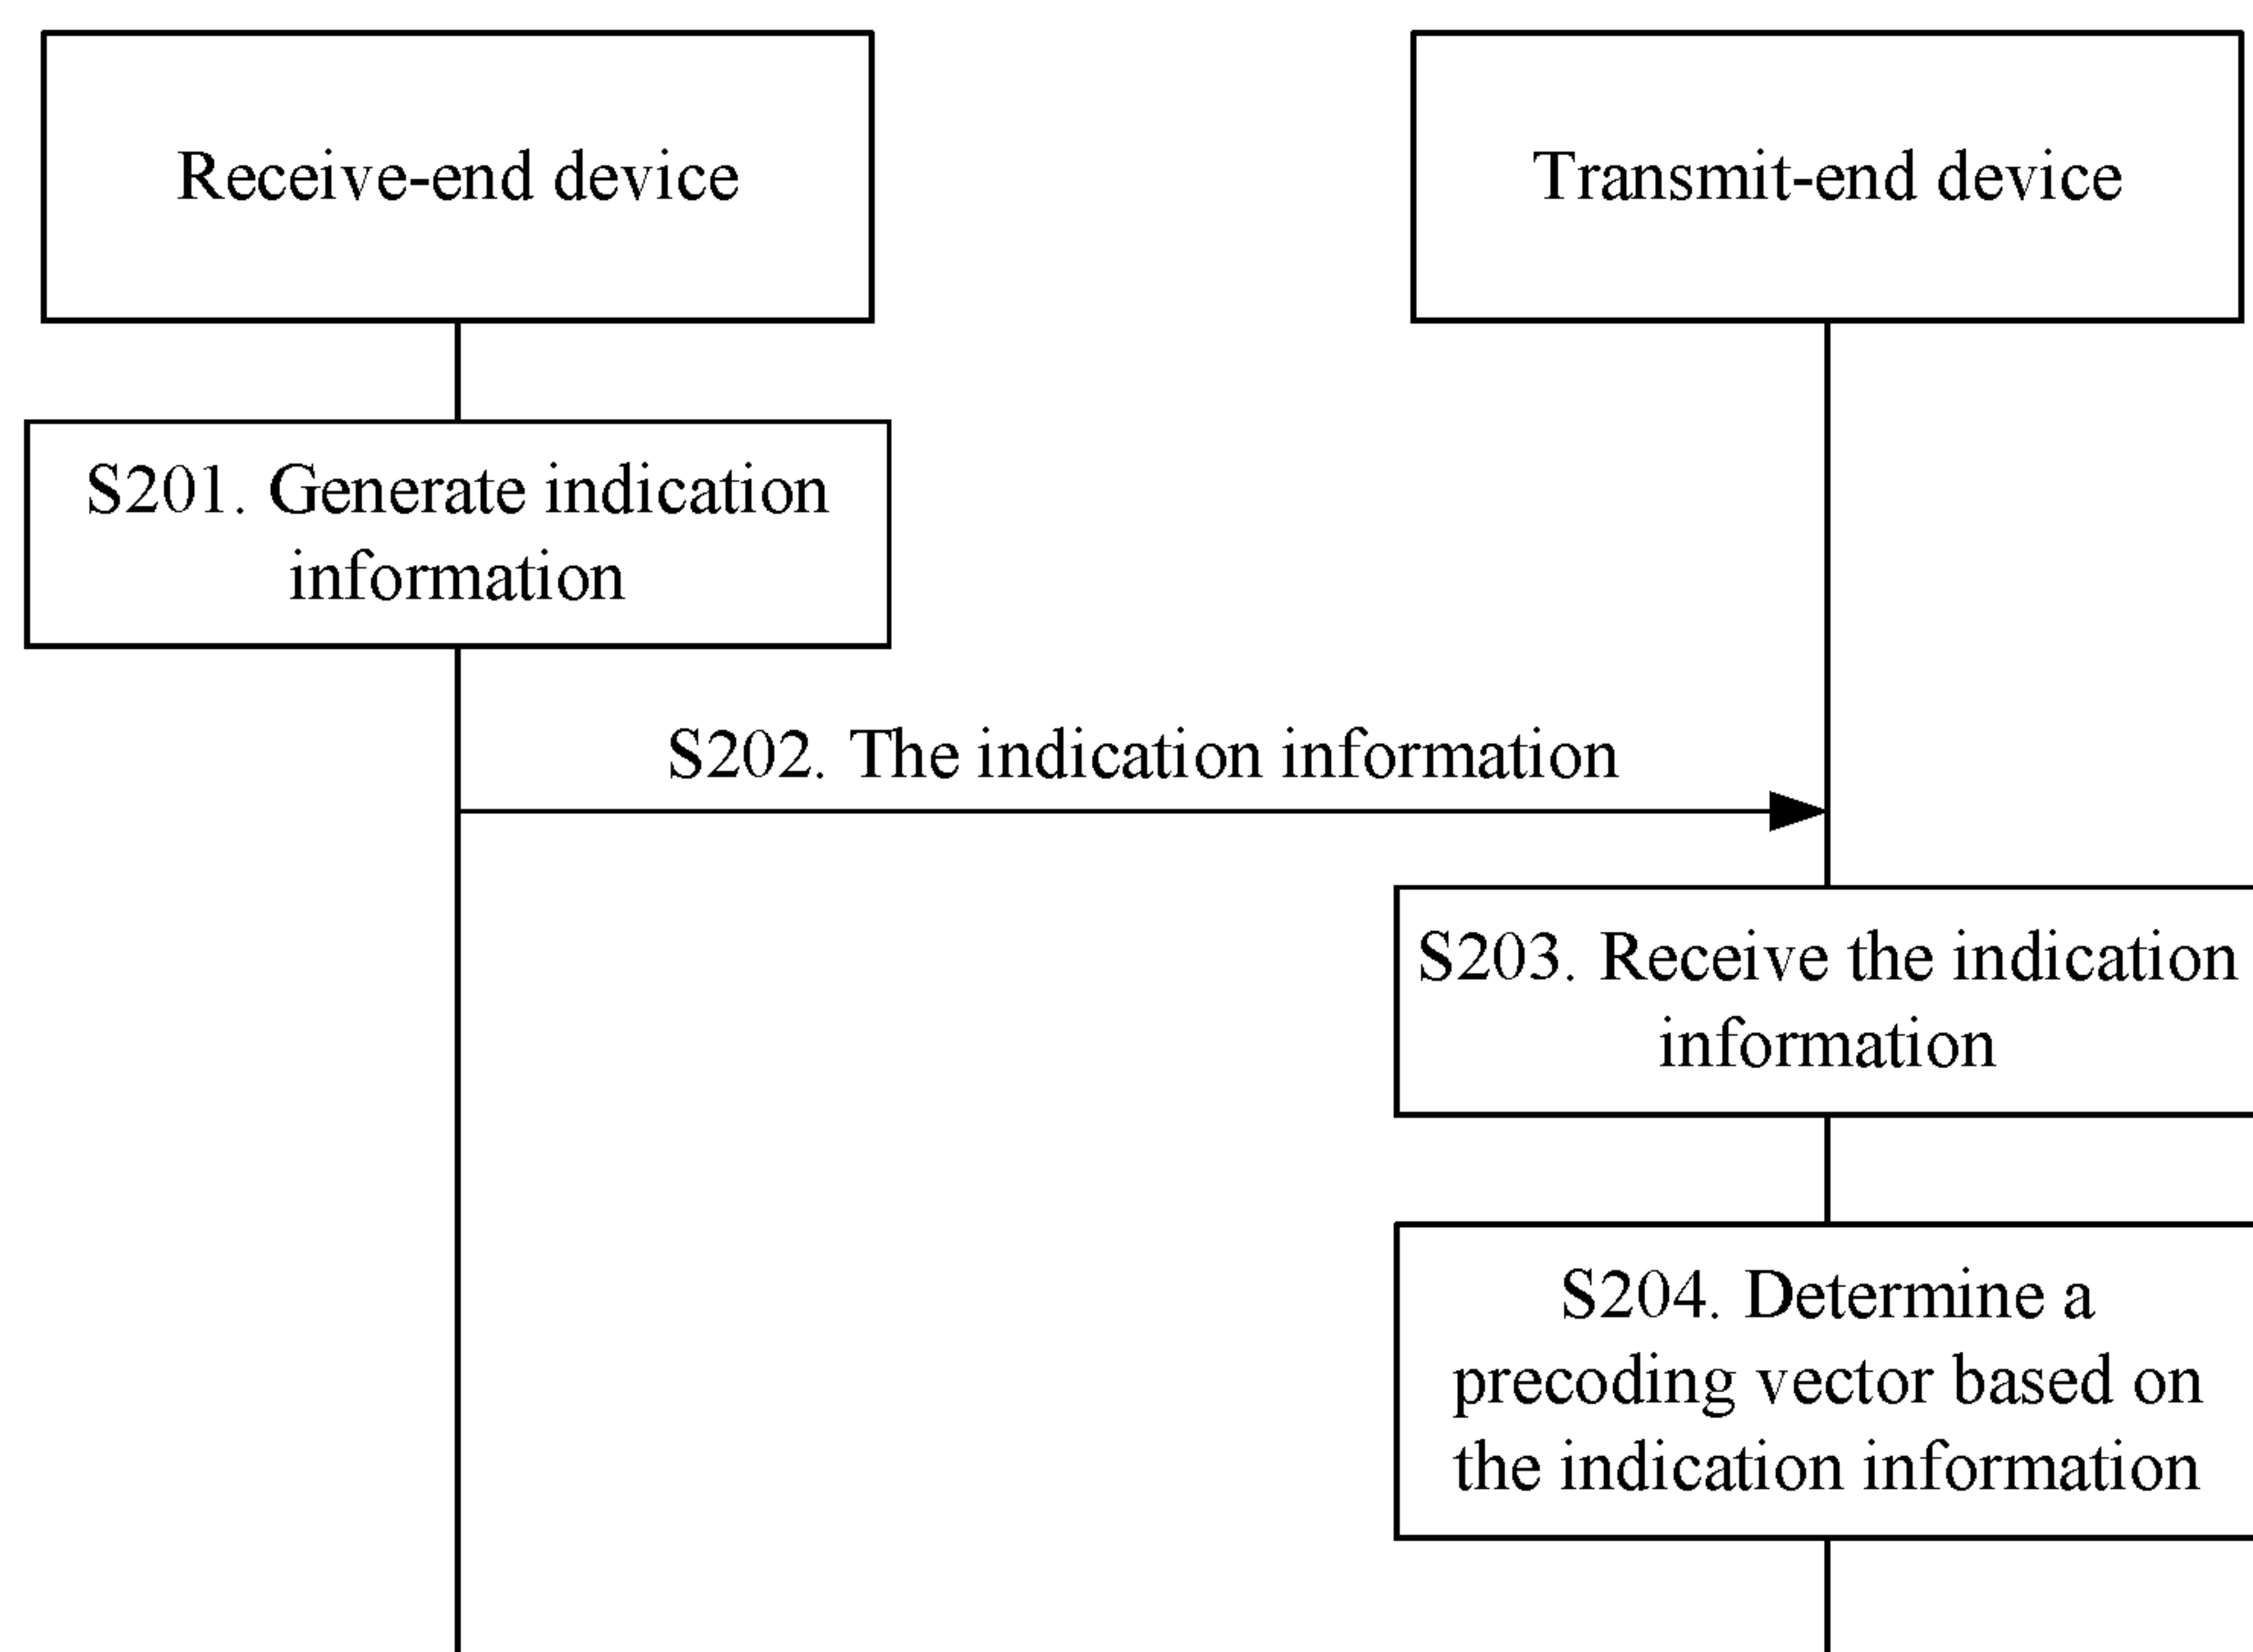 Receive-end device
Transmit-end device
S201. Generate indication
information
S202. The indication information
S203. Receive the indication
information
S204. Determine a
precoding vector based on
the indication information